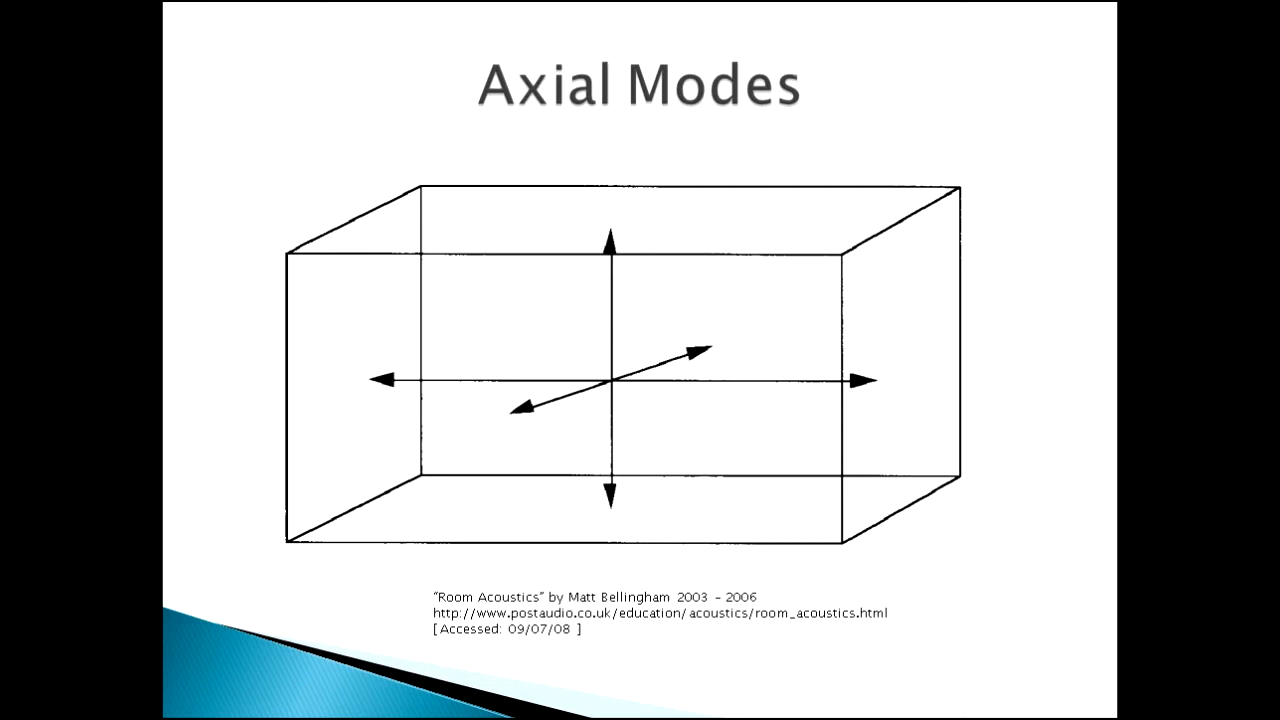 Axial Modes
"Room Acoustics" by Matt Bellingham 2003 - 2006
http://www.postaudio.co.uk/education/acoustics/room_acoustics.html
[Accessed: 09/07/08 ]